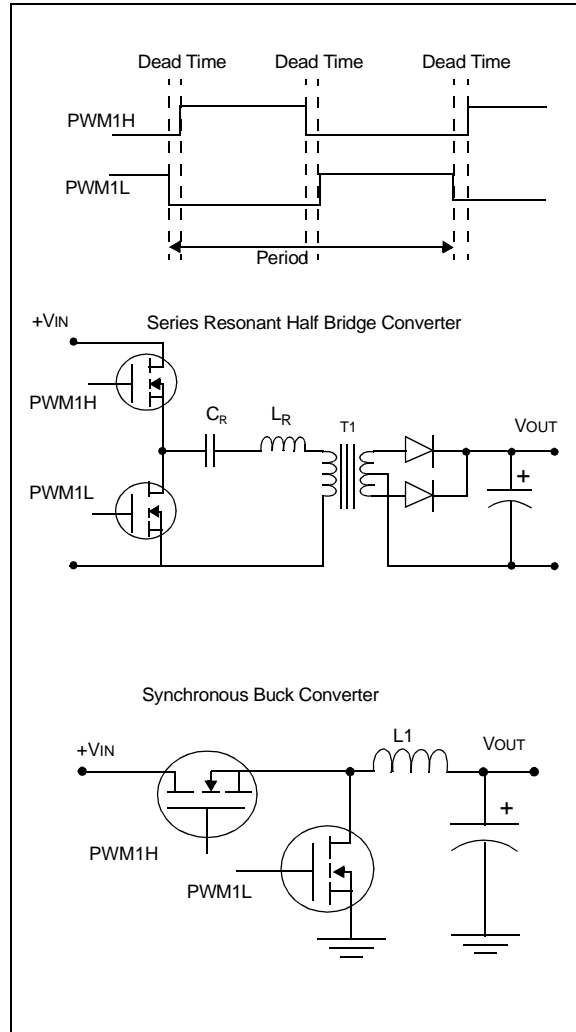 Dead Time Dead Time Dead Time
PWM1H
PWM1L
Period
Series Resonant Half Bridge Converter
+VIN
PWM1H
CR LR T1
VOUT
+
PWM1L
Synchronous Buck Converter
+VIN
L1
VOUT
+
PWM1H
PWM1L